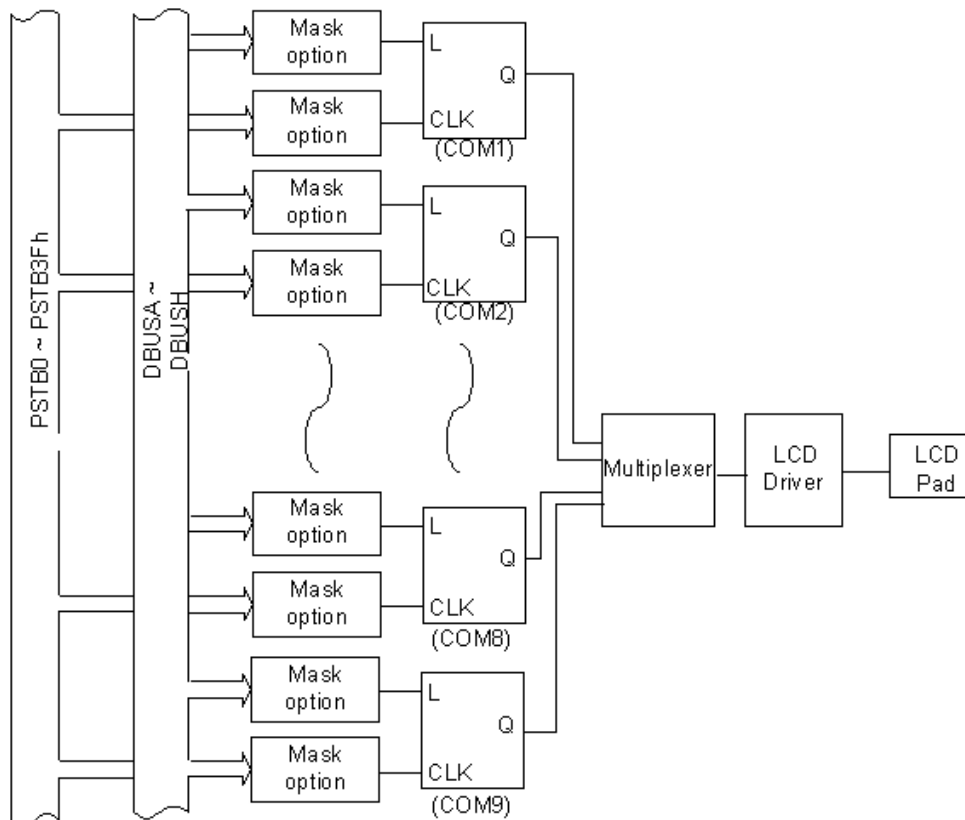 PSTB0 ~ PSTB3Fh
DBUSA ~
DBUSH
Mask
option
Mask
option
L
Q
CLK
(COM1)
Mask
option
Mask
option
L
Q
CLK
(COM2)
Mask
option
Mask
option
L
Q
CLK
(COM8)
Mask
option
Mask
option
L
Q
CLK
(COM9)
Multiplexer
LCD
Driver
LCD
Pad